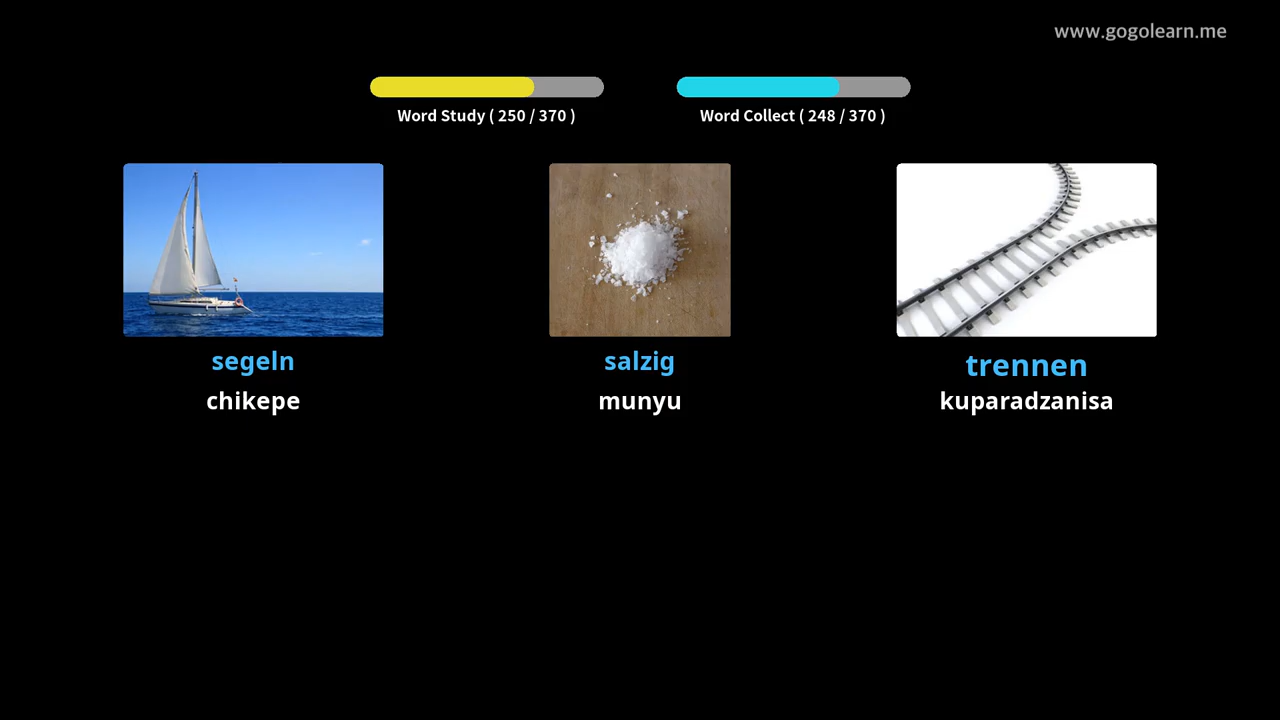 www.gogolearn.me
Word Study ( 250 / 370 )
Word Collect ( 248 / 370 )
segeln
chikepe
salzig
munyu
trennen
kuparadzanisa